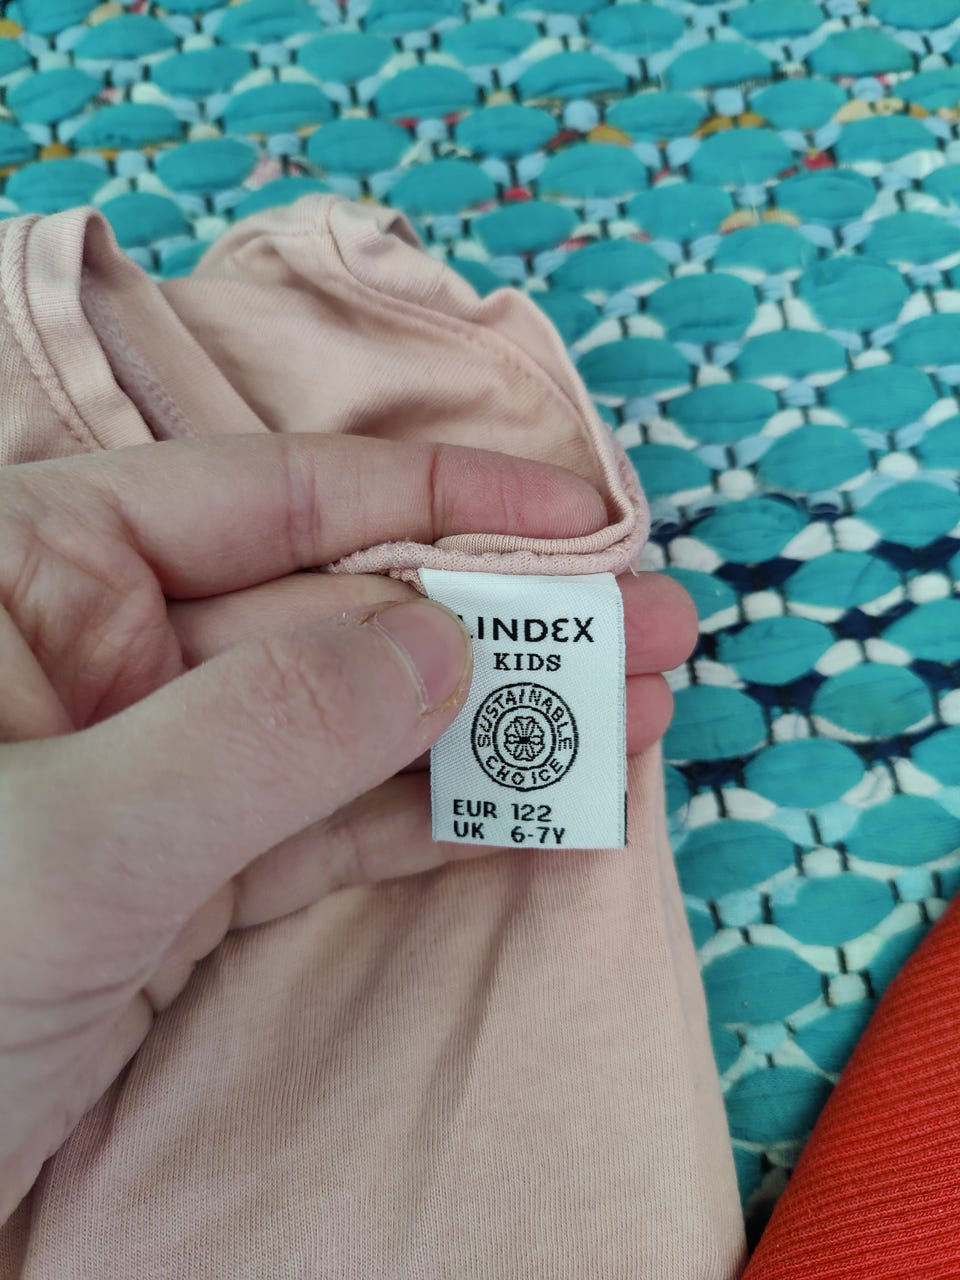 LINDEX
KIDS
SUSTAINABLE
CHOICE
EUR 122
UK 6-7Y